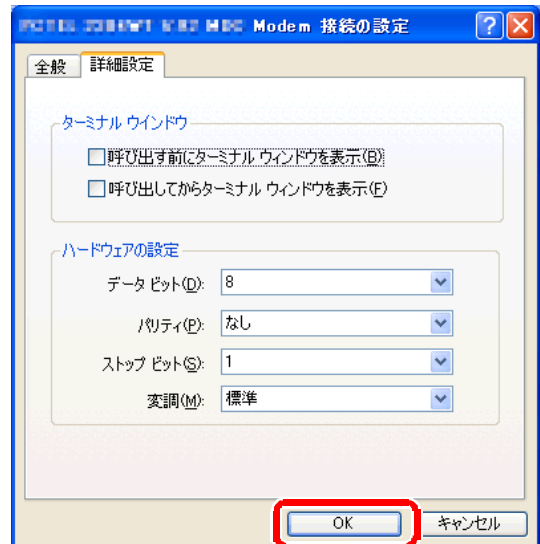 Modem 接続の設定
全般 詳細設定
ターミナル ウインドウ
呼び出す前にターミナル ウィンドウを表示(B)
呼び出してからターミナル ウィンドウを表示(F)
ハードウェアの設定
データ ビット(D): 8
パリティ(P): なし
ストップ ビット(S): 1
変調(M): 標準
OK キャンセル